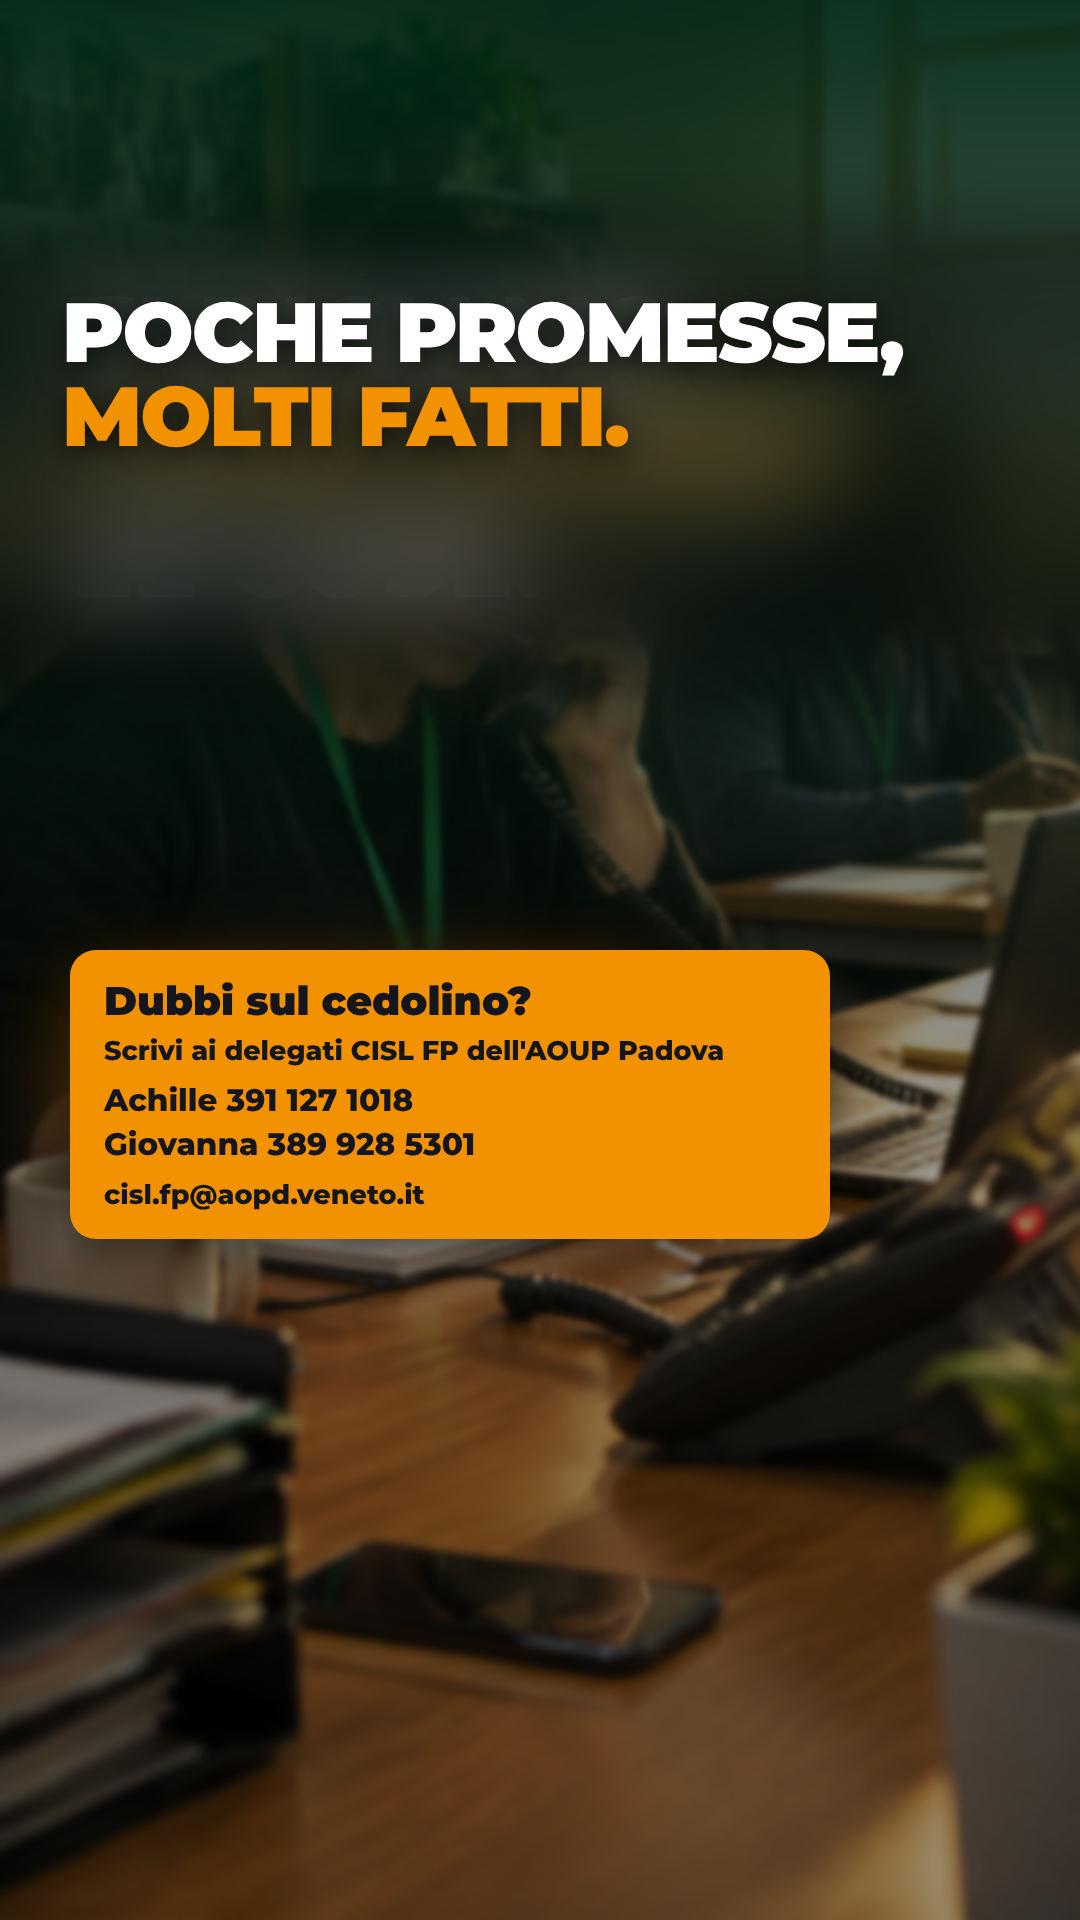 POCHE PROMESSE,
MOLTI FATTI.
Dubbi sul cedolino?
Scrivi ai delegati CISL FP dell'AOUP Padova
Achille 391 127 1018
Giovanna 389 928 5301
cisl.fp@aopd.veneto.it